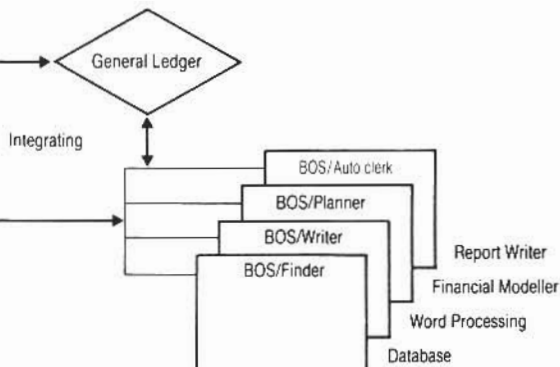 General Ledger
Integrating
BOS/Auto clerk
BOS/Planner
BOS/Writer
BOS/Finder
Report Writer
Financial Modeller
Word Processing
Database